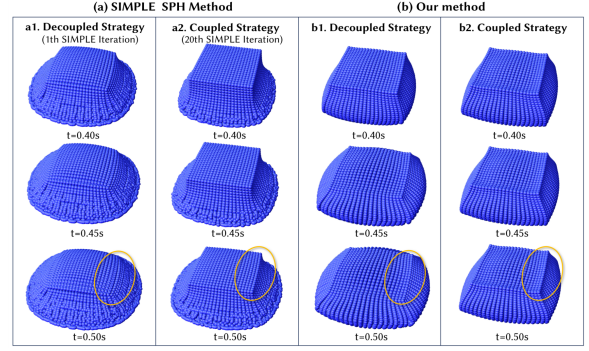 (a) SIMPLE SPH Method
(b) Our method
a1. Decoupled Strategy
(1th SIMPLE Iteration)
a2. Coupled Strategy
(20th SIMPLE Iteration)
b1. Decoupled Strategy
b2. Coupled Strategy
t=0.40s
t=0.40s
t=0.40s
t=0.40s
t=0.45s
t=0.45s
t=0.45s
t=0.45s
t=0.50s
t=0.50s
t=0.50s
t=0.50s